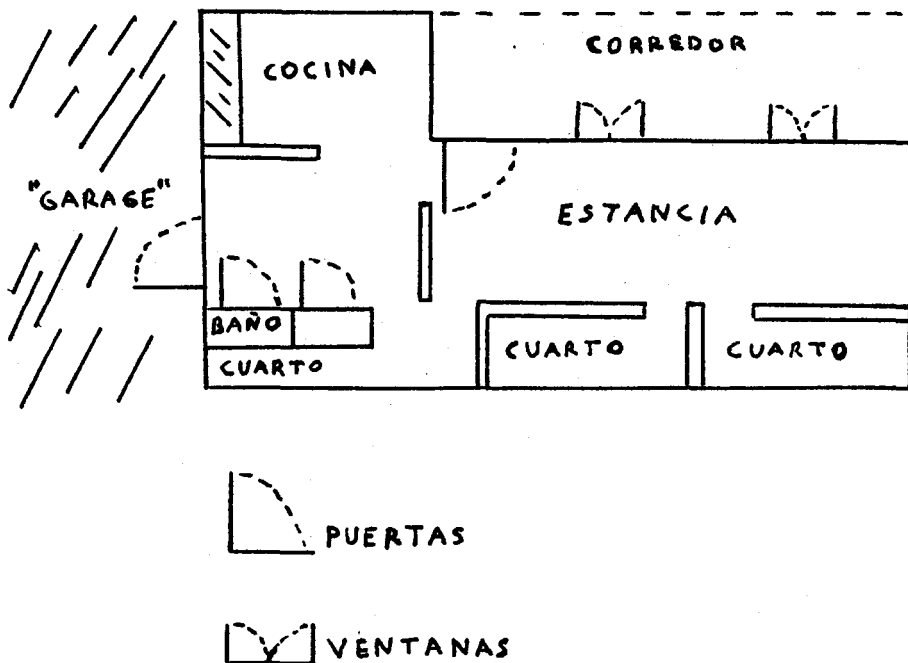 CORREDOR
COCINA
"GARAGE"
ESTANCIA
BAÑO
CUARTO
CUARTO
CUARTO
PUERTAS
VENTANAS